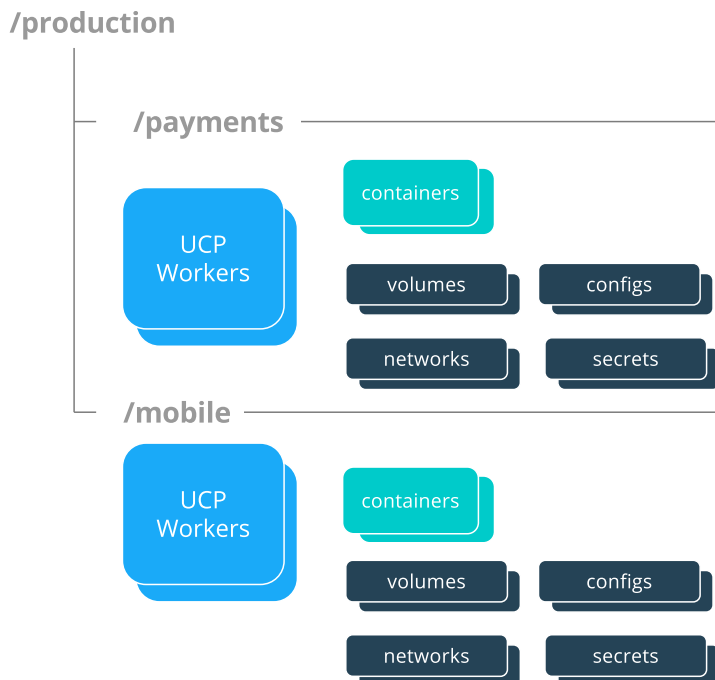 /production
/payments
UCP
Workers
containers
volumes
configs
networks
secrets
/mobile
UCP
Workers
containers
volumes
configs
networks
secrets